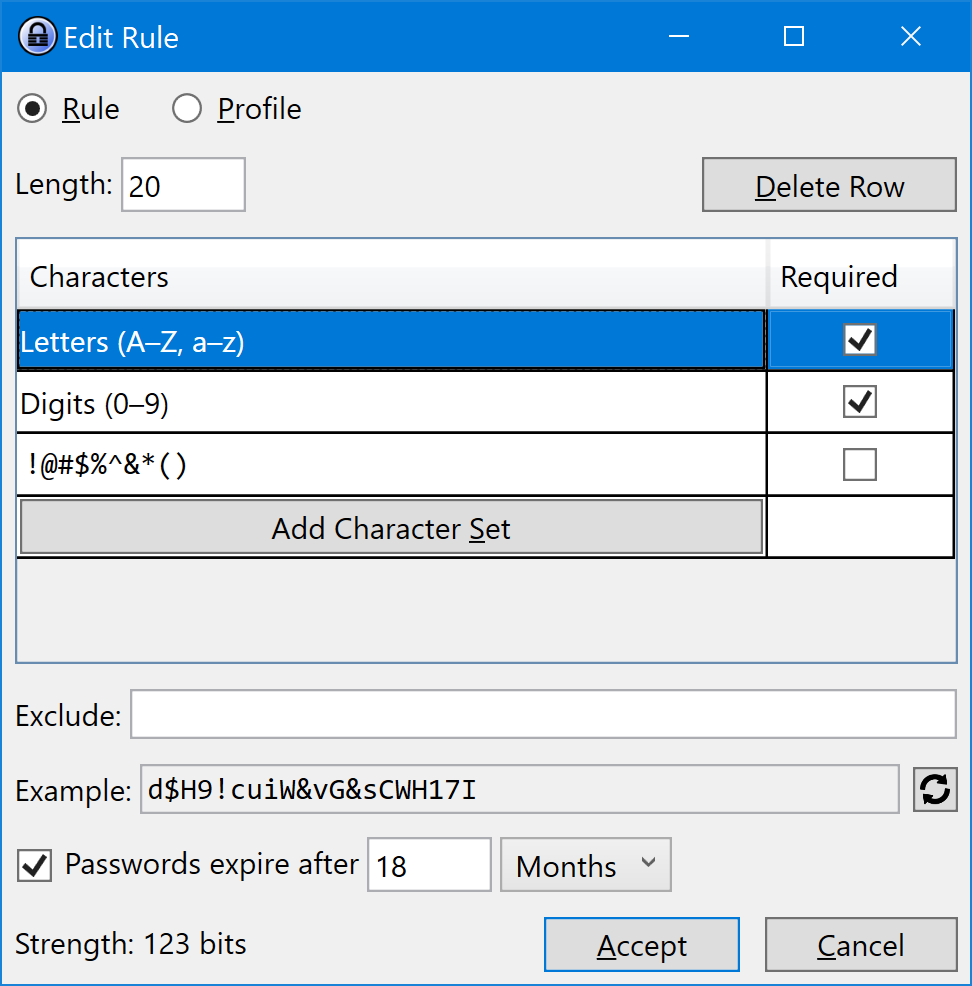 Edit Rule
Rule Profile
Length: 20 Delete Row
Characters Required
Letters (A–Z, a–z)
Digits (0–9)
!@#$%^&*()
Add Character Set
Exclude:
Example: d$H9!cuiW&vG&sCWH17I
Passwords expire after 18 Months
Strength: 123 bits Accept Cancel